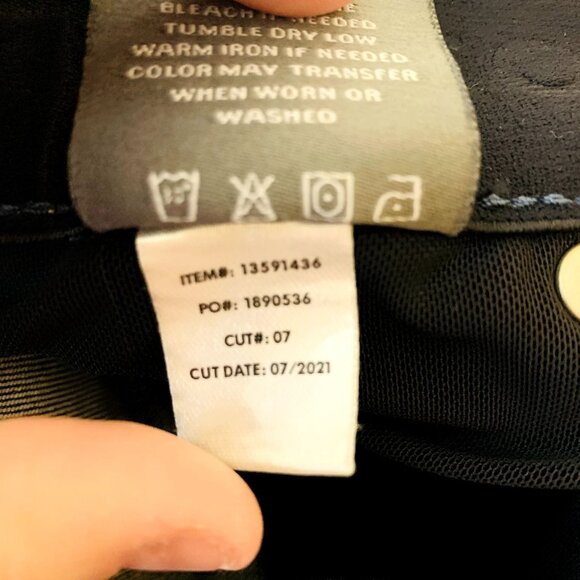 BLEACH IF NEEDED
TUMBLE DRY LOW
WARM IRON IF NEEDED
COLOR MAY TRANSFER
WHEN WORN OR
WASHED
ITEM#: 13591436
PO#: 1890536
CUT#: 07
CUT DATE: 07/2021